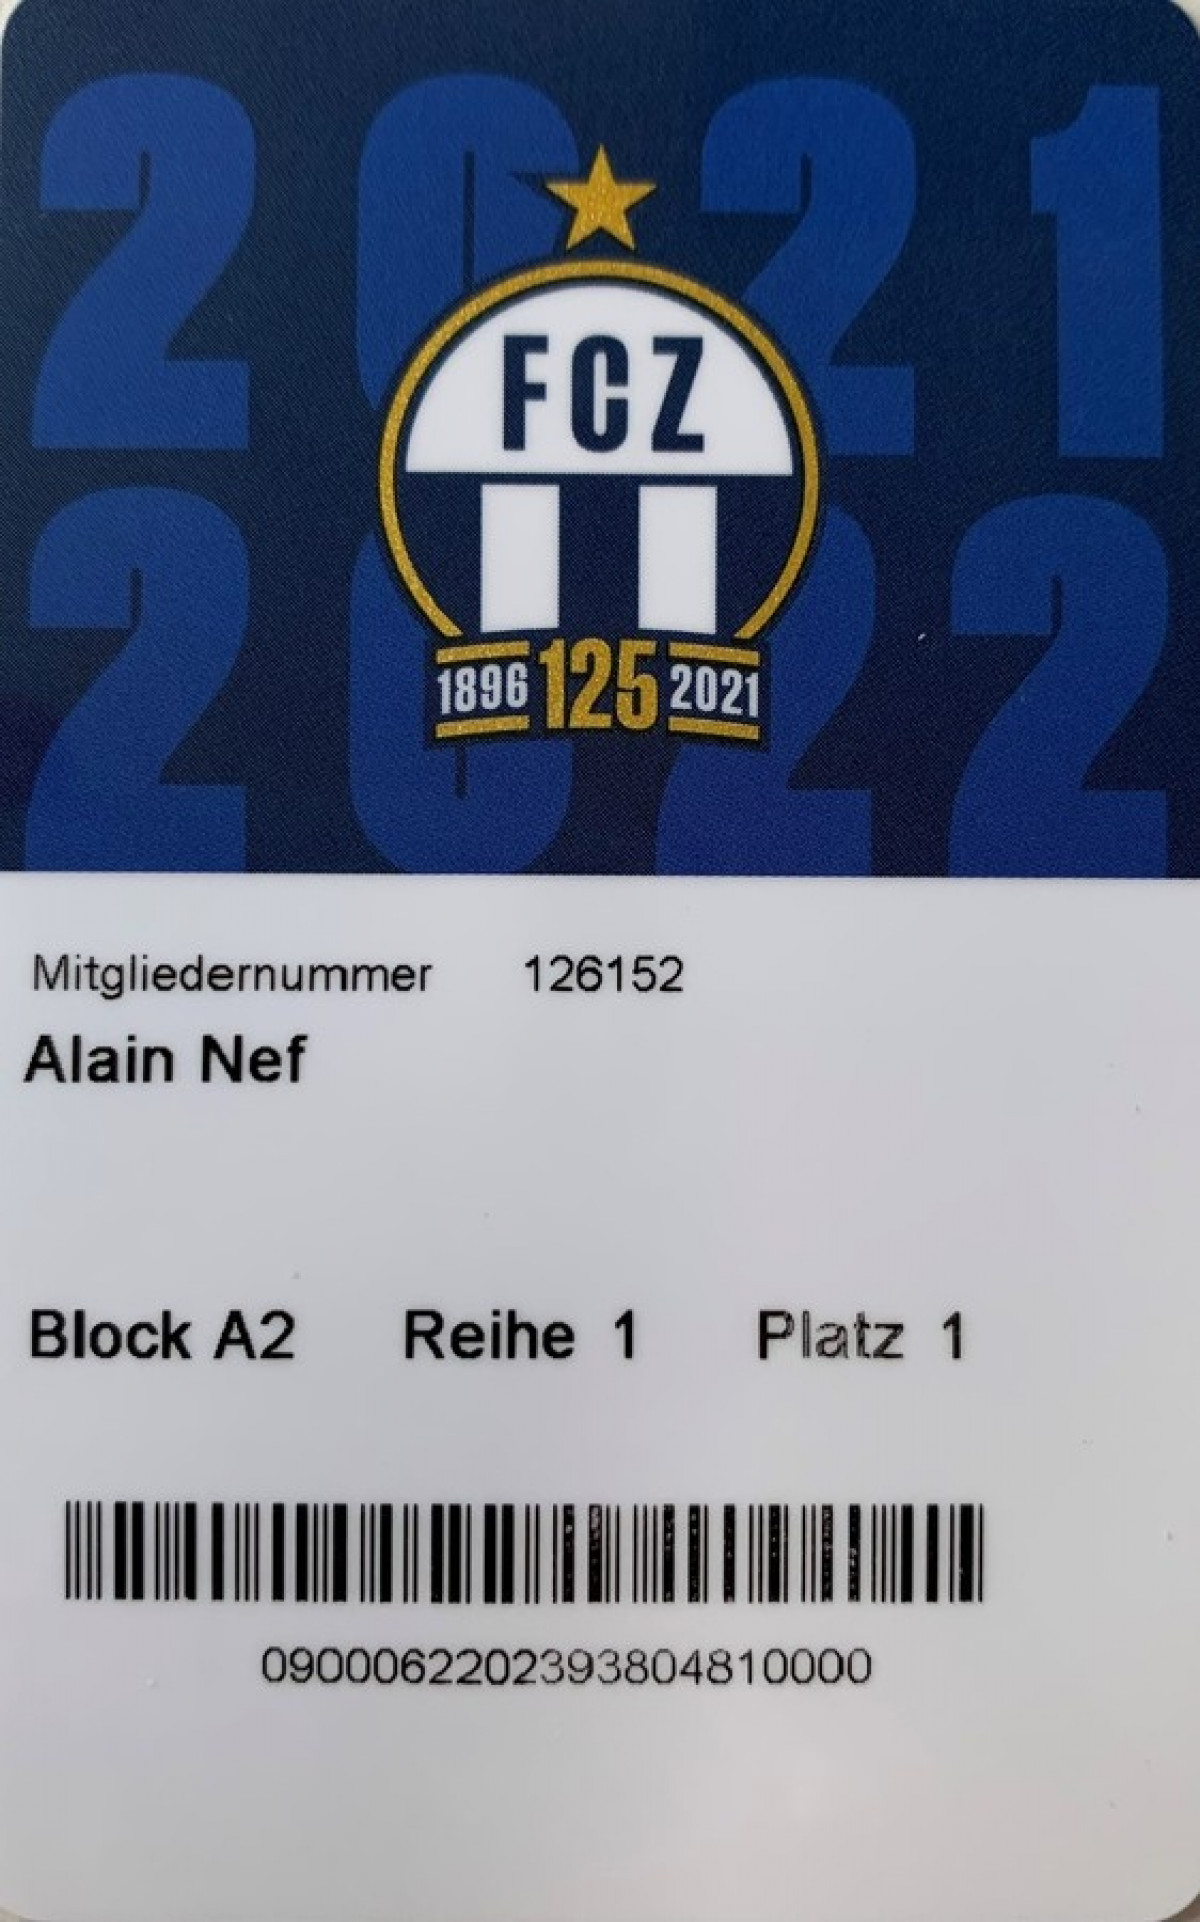 2021
FCZ
2022
1896 125 2021
Mitgliedernummer 126152
Alain Nef
Block A2 Reihe 1 Platz 1
0900062202393804810000